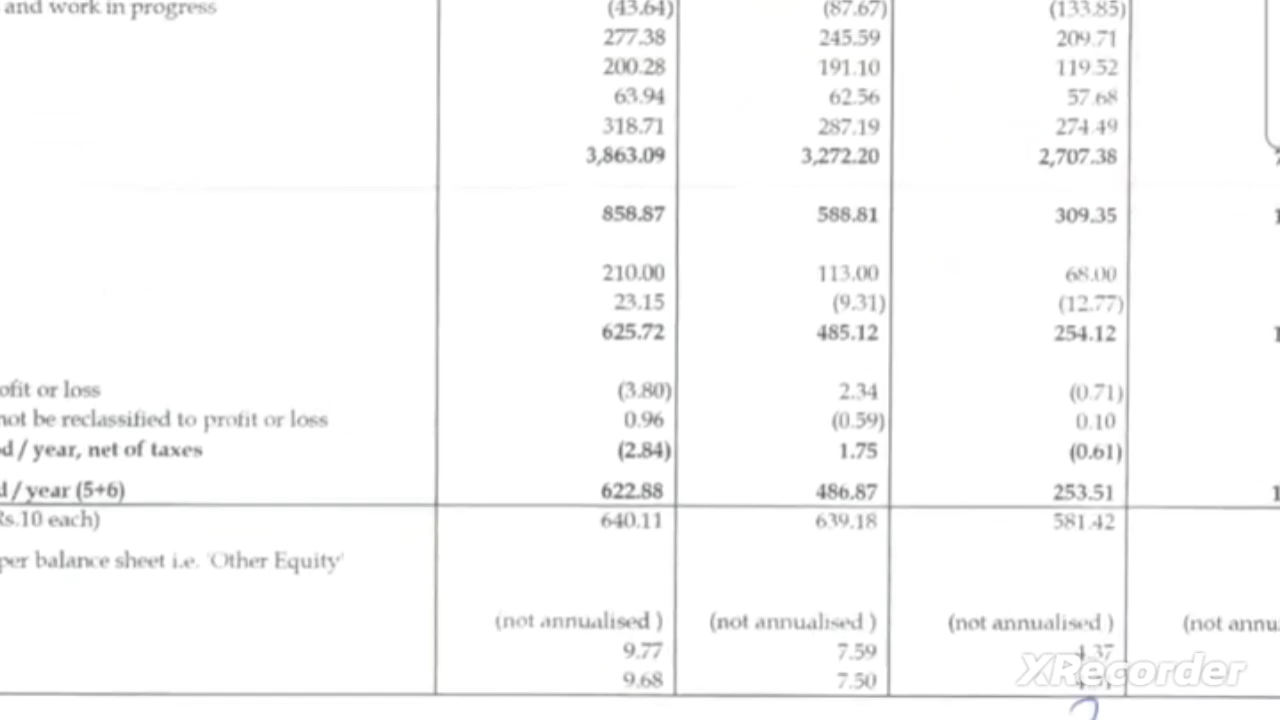 and work in progress (43.64) (87.67) (133.85)
277.38 245.59 209.71
200.28 191.10 119.52
63.94 62.56 57.68
318.71 287.19 274.49
3,863.09 3,272.20 2,707.38
858.87 588.81 309.35 1
210.00 113.00 68.00
23.15 (9.31) (12.77)
625.72 485.12 254.12 1
ofit or loss (3.80) 2.34 (0.71)
not be reclassified to profit or loss 0.96 (0.59) 0.10
d / year, net of taxes (2.84) 1.75 (0.61)
d / year (5+6) 622.88 486.87 253.51 1
Rs.10 each) 640.11 639.18 581.42
per balance sheet i.e. 'Other Equity'
(not annualised ) (not annualised ) (not annualised ) (not annu
9.77 7.59 4.37
9.68 7.50
XRecorder